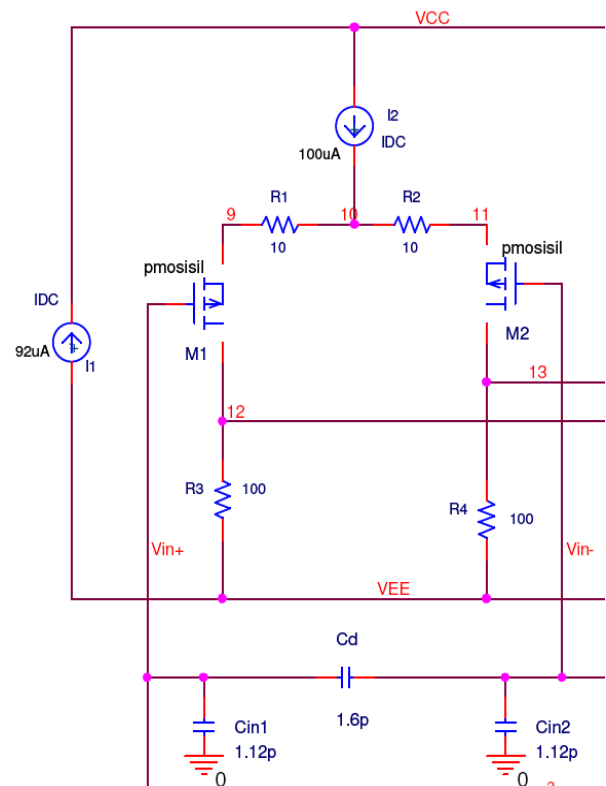 VCC
I2
IDC
100uA
R1
R2
9
10
11
10
10
pmosisil
pmosisil
IDC
92uA
I1
M1
M2
13
12
R3
100
R4
100
Vin+
Vin-
VEE
Cd
1.6p
Cin1
1.12p
Cin2
1.12p
0
0